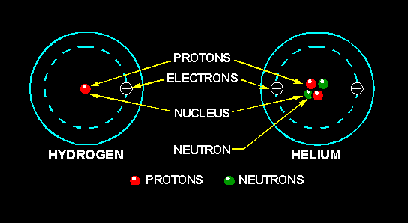 PROTONS
ELECTRONS
NUCLEUS
NEUTRON
HYDROGEN
HELIUM
PROTONS
NEUTRONS